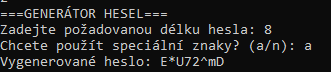 ===GENERÁTOR HESEL===
Zadejte požadovanou délku hesla: 8
Chcete použít speciální znaky? (a/n): a
Vygenerované heslo: E*U72^mD